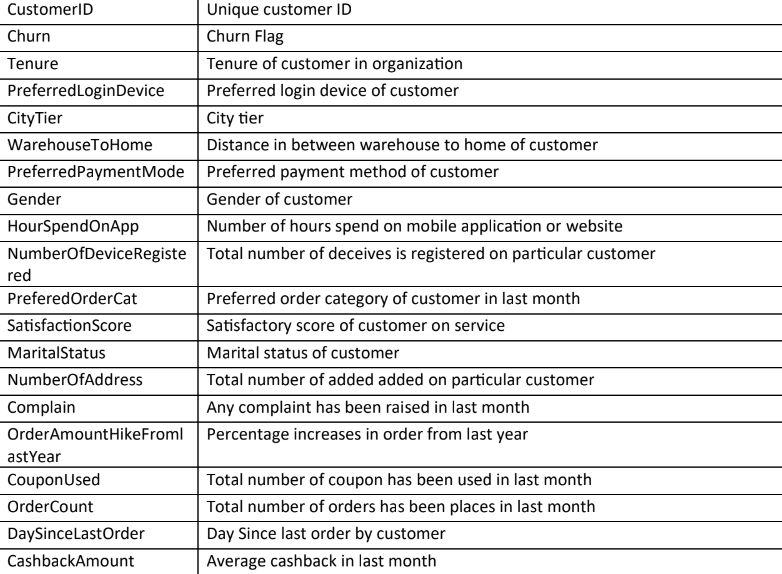 CustomerID Unique customer ID
Churn Churn Flag
Tenure Tenure of customer in organization
PreferredLoginDevice Preferred login device of customer
CityTier City tier
WarehouseToHome Distance in between warehouse to home of customer
PreferredPaymentMode Preferred payment method of customer
Gender Gender of customer
HourSpendOnApp Number of hours spend on mobile application or website
NumberOfDeviceRegiste Total number of deceives is registered on particular customer
red
PreferedOrderCat Preferred order category of customer in last month
SatisfactionScore Satisfactory score of customer on service
MaritalStatus Marital status of customer
NumberOfAddress Total number of added added on particular customer
Complain Any complaint has been raised in last month
OrderAmountHikeFroml Percentage increases in order from last year
astYear
CouponUsed Total number of coupon has been used in last month
OrderCount Total number of orders has been places in last month
DaySinceLastOrder Day Since last order by customer
CashbackAmount Average cashback in last month